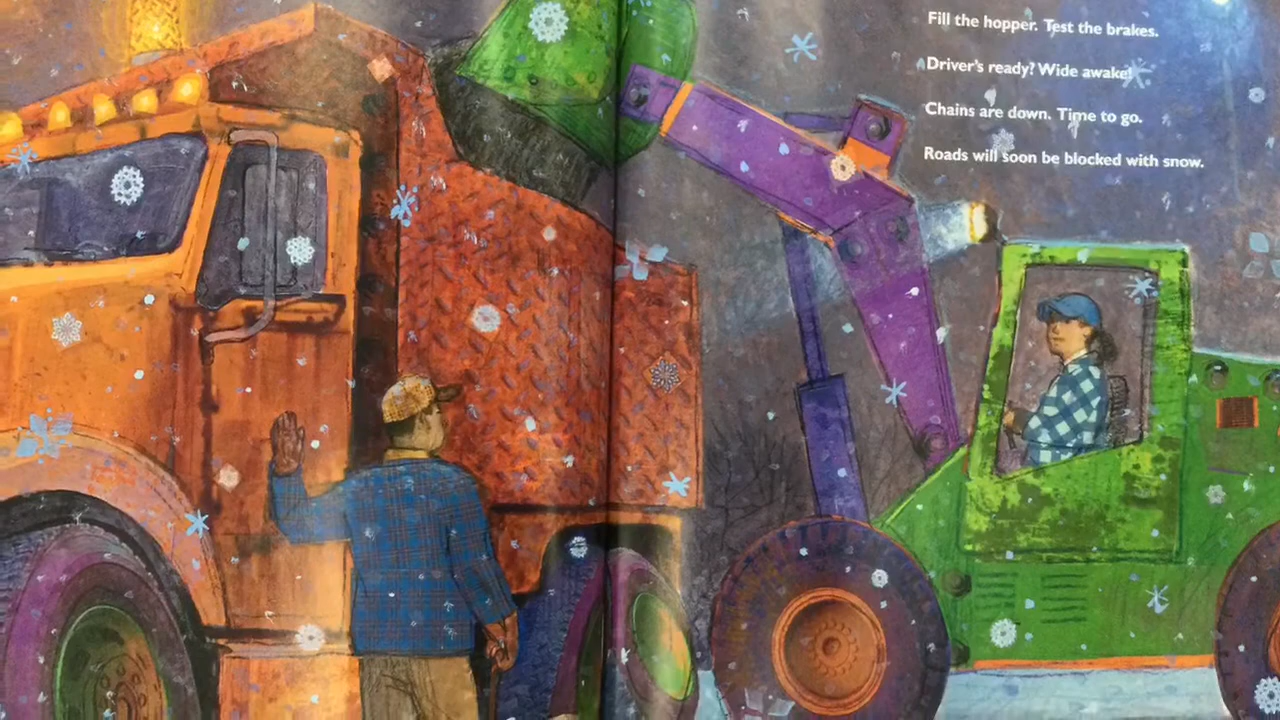 Fill the hopper. Test the brakes.
Driver's ready? Wide awake!
Chains are down. Time to go.
Roads will soon be blocked with snow.